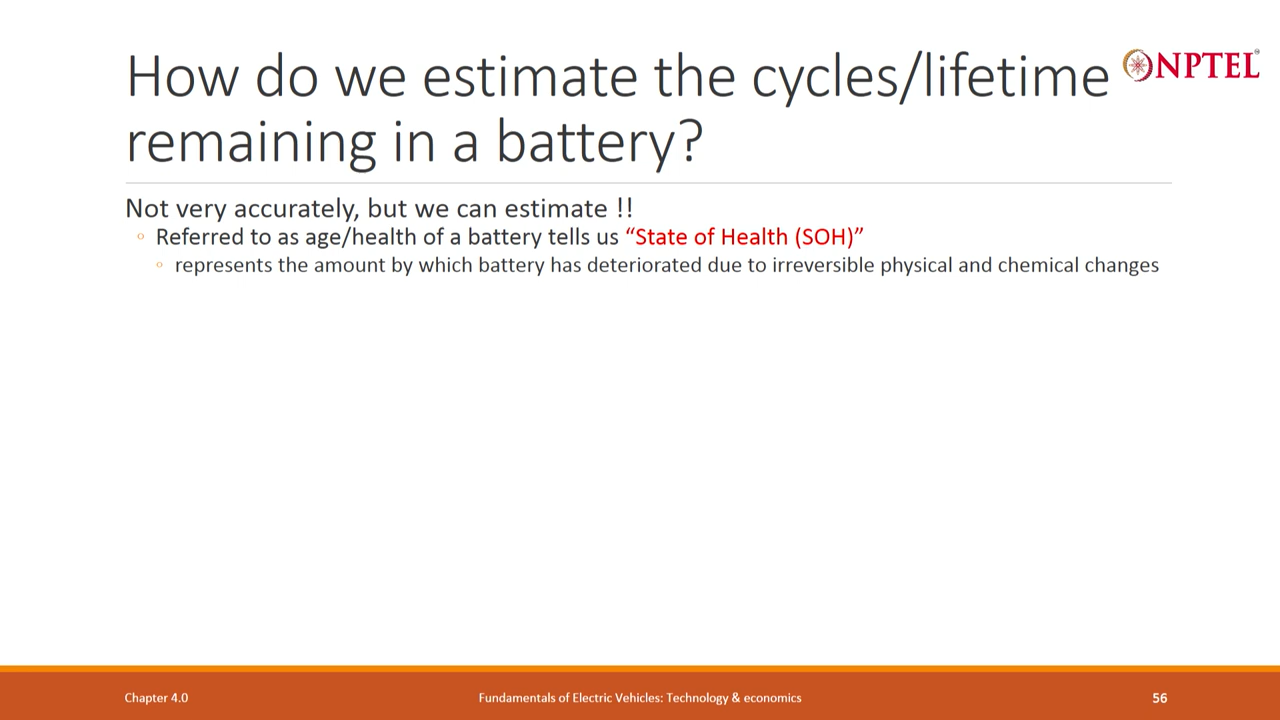 How do we estimate the cycles/lifetime
remaining in a battery?
NPTEL
Not very accurately, but we can estimate !!
◦ Referred to as age/health of a battery tells us “State of Health (SOH)”
◦ represents the amount by which battery has deteriorated due to irreversible physical and chemical changes
Chapter 4.0
Fundamentals of Electric Vehicles: Technology & economics
56